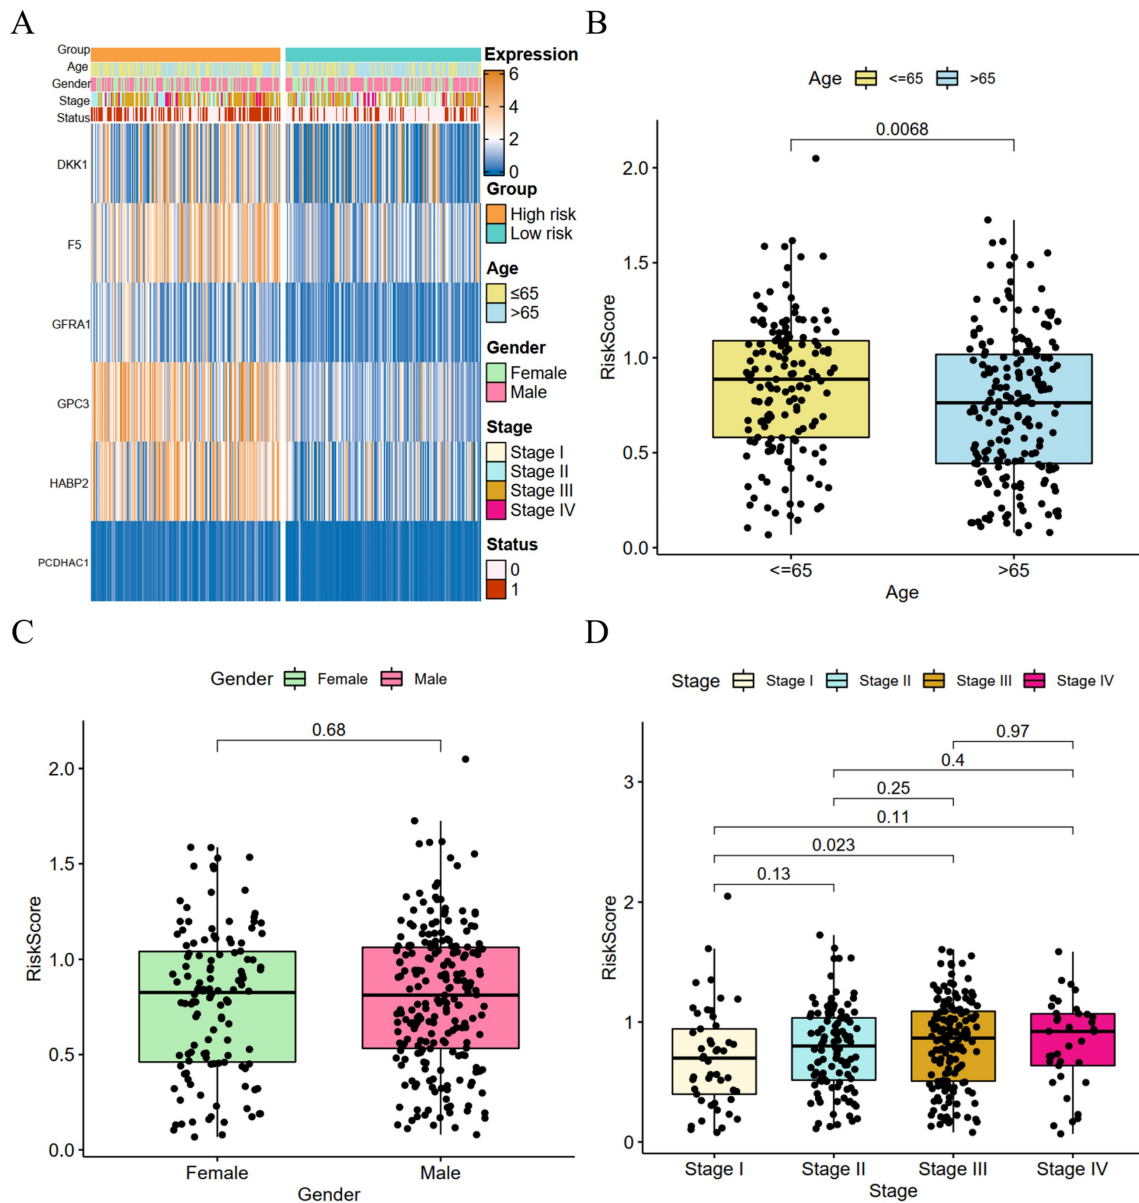 A
Group
Age
Gender
Stage
Status
DKK1
F5
GFRA1
GPC3
HABP2
PCDHAC1
Expression
6
4
2
0
Group
High risk
Low risk
Age
≤65
>65
Gender
Female
Male
Stage
Stage I
Stage II
Stage III
Stage IV
Status
0
1
B
Age <=65 >65
0.0068
2.0
1.5
1.0
0.5
0.0
RiskScore
<=65 >65
Age
C
Gender Female Male
0.68
2.0
1.5
1.0
0.5
0.0
RiskScore
Female Male
Gender
D
Stage Stage I Stage II Stage III Stage IV
0.97
0.4
0.25
0.11
0.023
0.13
3
2
1
0
RiskScore
Stage I Stage II Stage III Stage IV
Stage